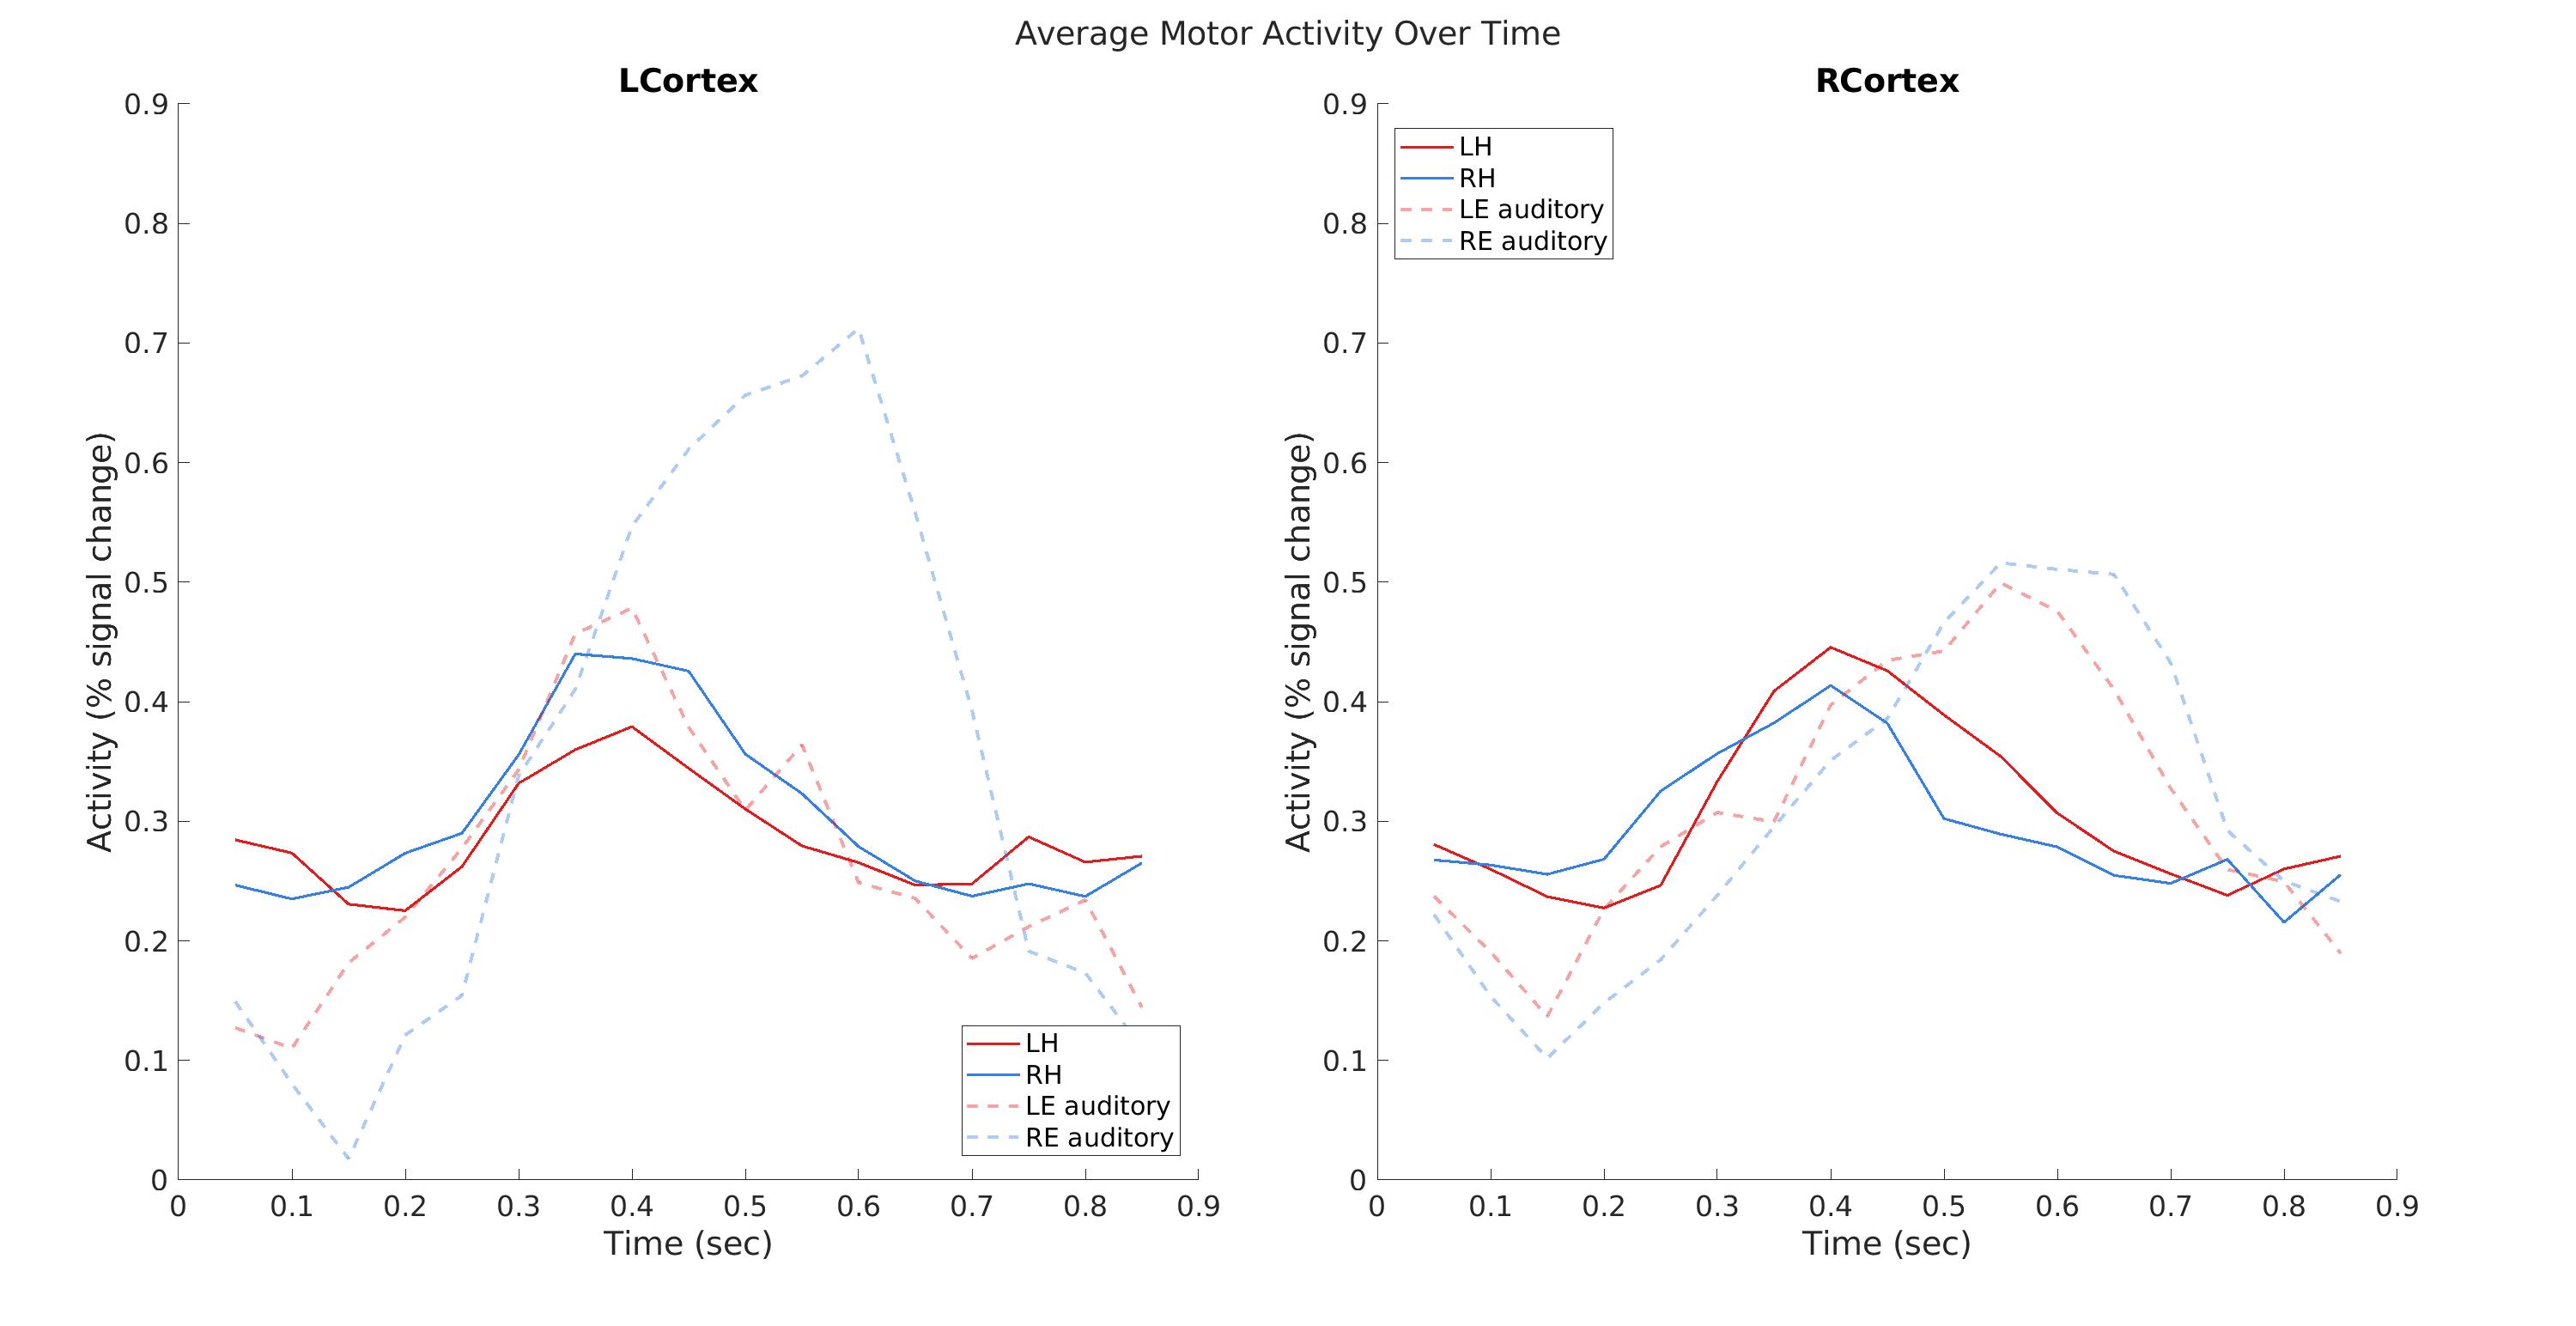 Average Motor Activity Over Time
LCortex
0.9
0.8
0.7
0.6
0.5
0.4
0.3
0.2
0.1
0
Activity (% signal change)
0 0.1 0.2 0.3 0.4 0.5 0.6 0.7 0.8 0.9
Time (sec)
LH
RH
LE auditory
RE auditory
RCortex
0.9
0.8
0.7
0.6
0.5
0.4
0.3
0.2
0.1
0
Activity (% signal change)
0 0.1 0.2 0.3 0.4 0.5 0.6 0.7 0.8 0.9
Time (sec)
LH
RH
LE auditory
RE auditory